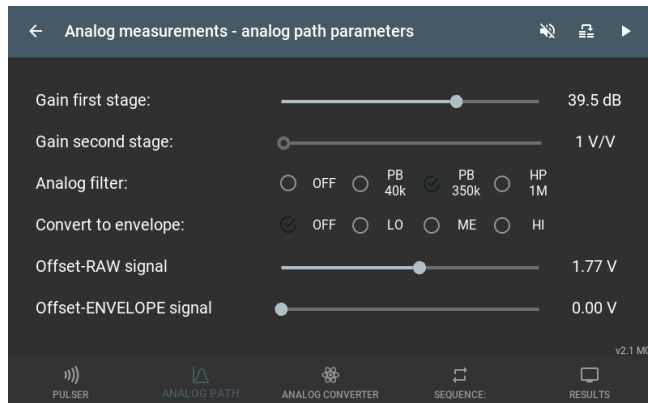 Analog measurements - analog path parameters
Gain first stage: 39.5 dB
Gain second stage: 1 V/V
Analog filter: OFF PB 40k PB 350k HP 1M
Convert to envelope: OFF LO ME HI
Offset-RAW signal 1.77 V
Offset-ENVELOPE signal 0.00 V
v2.1 MO
PULSER ANALOG PATH ANALOG CONVERTER SEQUENCE: RESULTS